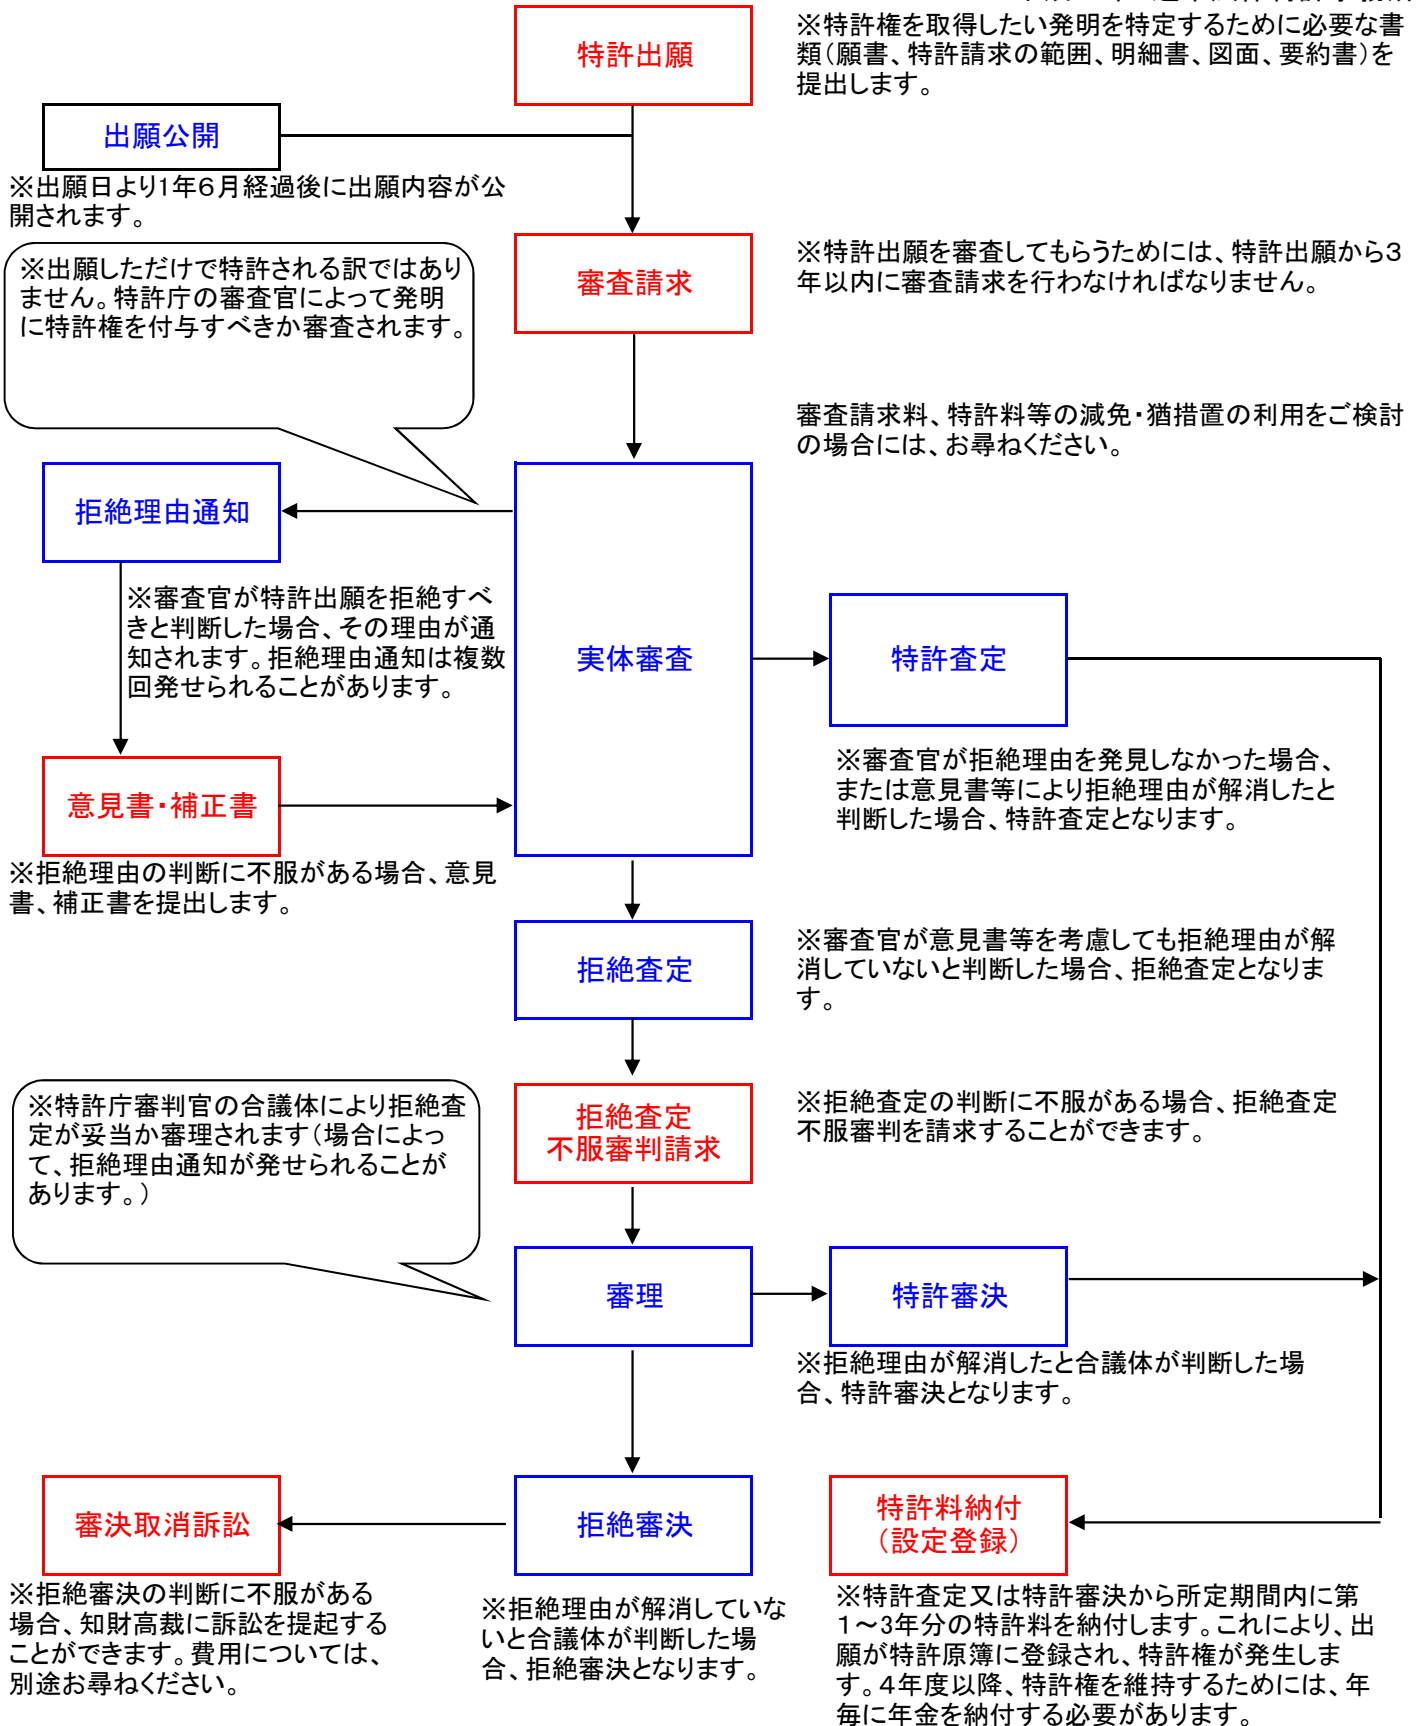 特許出願
※特許権を取得したい発明を特定するために必要な書
類(願書、特許請求の範囲、明細書、図面、要約書)を
提出します。
出願公開
※出願日より1年6月経過後に出願内容が公
開されます。
※出願しただけで特許される訳ではあり
ません。特許庁の審査官によって発明
に特許権を付与すべきか審査されます。
審査請求
※特許出願を審査してもらうためには、特許出願から3
年以内に審査請求を行わなければなりません。
審査請求料、特許料等の減免・猶措置の利用をご検討
の場合には、お尋ねください。
拒絶理由通知
※審査官が特許出願を拒絶すべ
きと判断した場合、その理由が通
知されます。拒絶理由通知は複数
回発せられることがあります。
実体審査
特許査定
※審査官が拒絶理由を発見しなかった場合、
または意見書等により拒絶理由が解消したと
判断した場合、特許査定となります。
意見書・補正書
※拒絶理由の判断に不服がある場合、意見
書、補正書を提出します。
拒絶査定
※審査官が意見書等を考慮しても拒絶理由が解
消していないと判断した場合、拒絶査定となりま
す。
※特許庁審判官の合議体により拒絶査
定が妥当か審理されます(場合によっ
て、拒絶理由通知が発せられることが
あります。)
拒絶査定
不服審判請求
※拒絶査定の判断に不服がある場合、拒絶査定
不服審判を請求することができます。
審理
特許審決
※拒絶理由が解消したと合議体が判断した場
合、特許審決となります。
審決取消訴訟
※拒絶審決の判断に不服がある
場合、知財高裁に訴訟を提起する
ことができます。費用については、
別途お尋ねください。
拒絶審決
※拒絶理由が解消していな
いと合議体が判断した場
合、拒絶審決となります。
特許料納付
(設定登録)
※特許査定又は特許審決から所定期間内に第
1~3年分の特許料を納付します。これにより、出
願が特許原簿に登録され、特許権が発生しま
す。4年度以降、特許権を維持するためには、年
毎に年金を納付する必要があります。